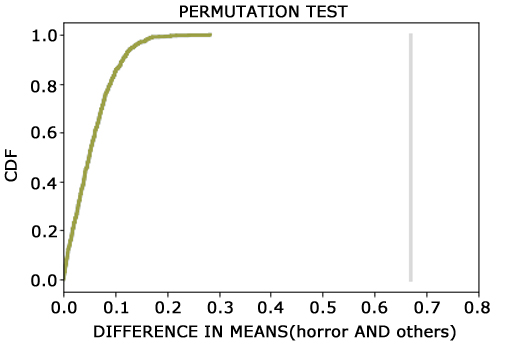 PERMUTATION TEST
CDF
1.0
0.8
0.6
0.4
0.2
0.0
0.0 0.1 0.2 0.3 0.4 0.5 0.6 0.7 0.8
DIFFERENCE IN MEANS(horror AND others)